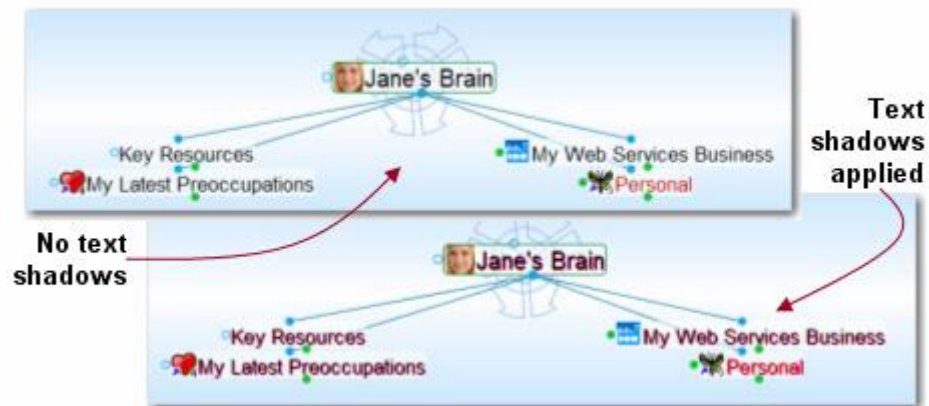 Jane's Brain
Key Resources
My Web Services Business
My Latest Preoccupations
Personal
Text
shadows
applied
No text
shadows
Jane's Brain
Key Resources
My Web Services Business
My Latest Preoccupations
Personal